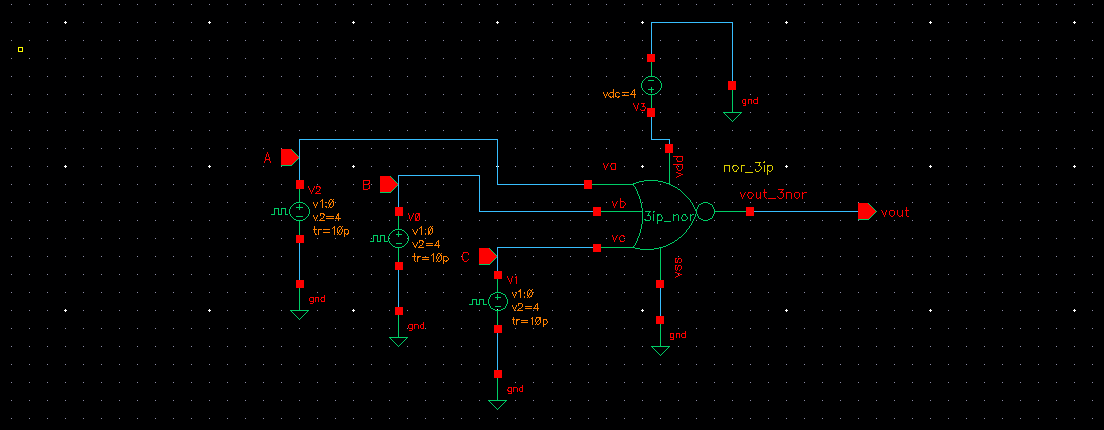 gnd
vdc=4
V3
vdd
nor_3ip
A
va
B
V2
v1:0
v2=4
tr=10p
vb
3ip_nor
vout_3nor
vout
V0
v1:0
v2=4
tr=10p
C
vc
vss
V1
v1:0
v2=4
tr=10p
gnd
gnd
gnd
gnd